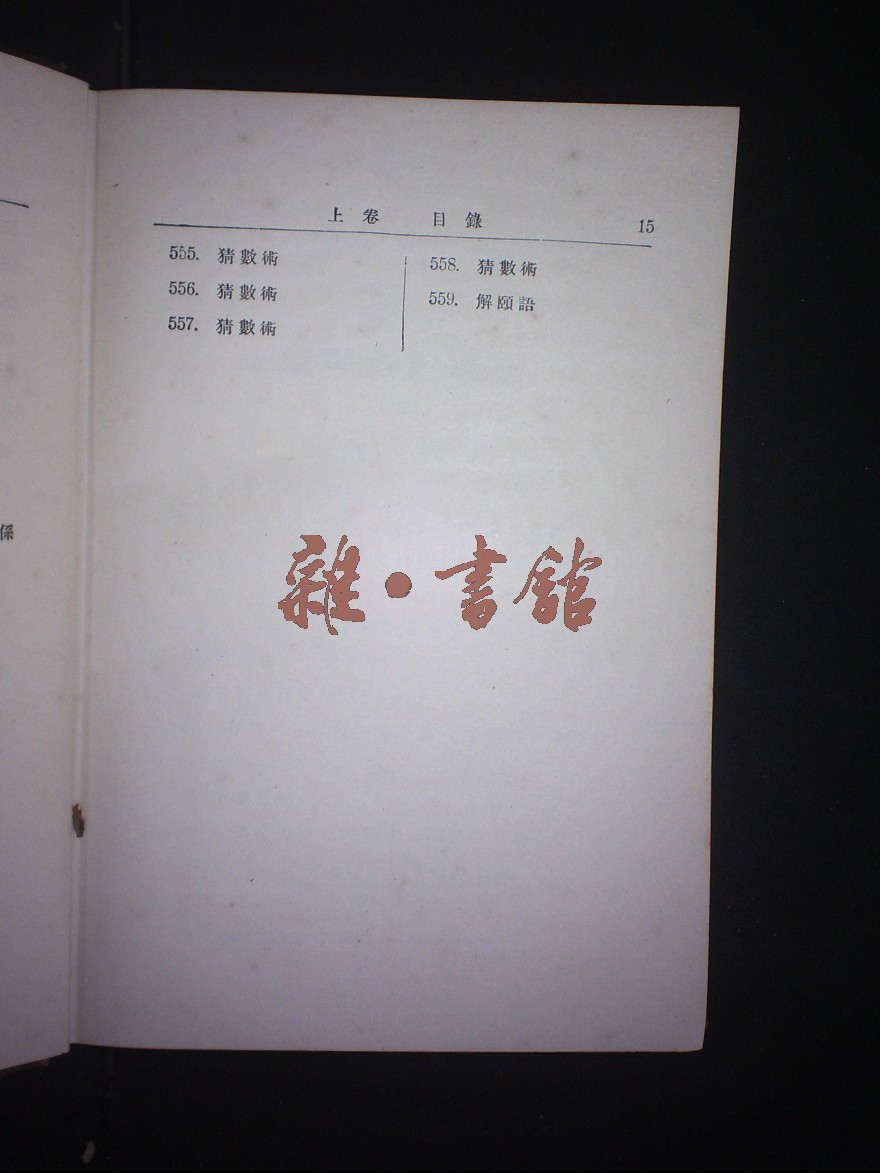 係
上卷 目錄 15
555. 猜數術
556. 猜數術
557. 猜數術
558. 猜數術
559. 解頤語
雜·書館